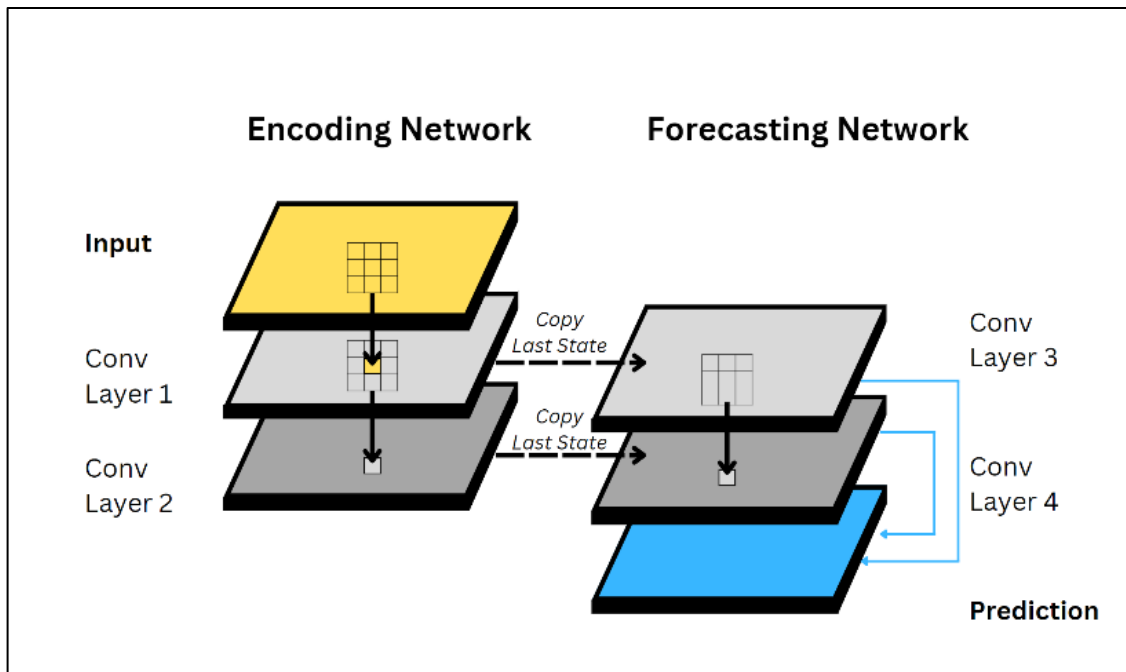 Encoding Network
Forecasting Network
Input
Conv
Layer 1
Conv
Layer 2
Copy
Last State
Copy
Last State
Conv
Layer 3
Conv
Layer 4
Prediction